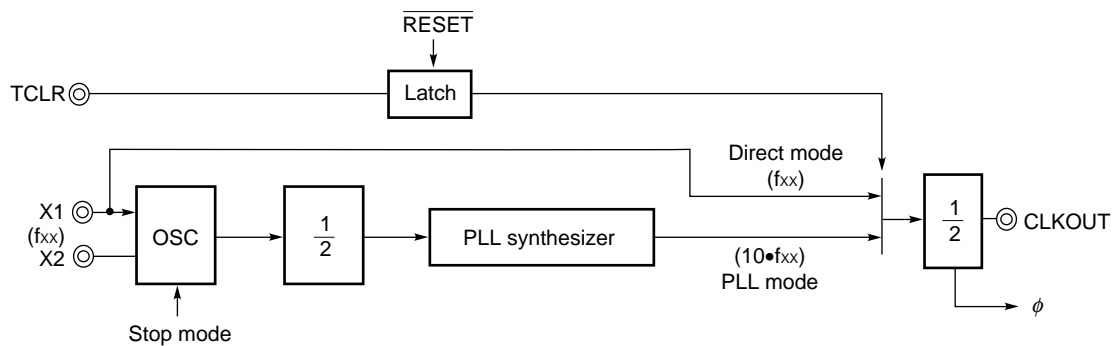 RESET
TCLR
Latch
Direct mode
(fxx)
X1
(fxx)
X2
OSC
1
2
PLL synthesizer
(10•fxx)
PLL mode
1
2
CLKOUT
ϕ
Stop mode